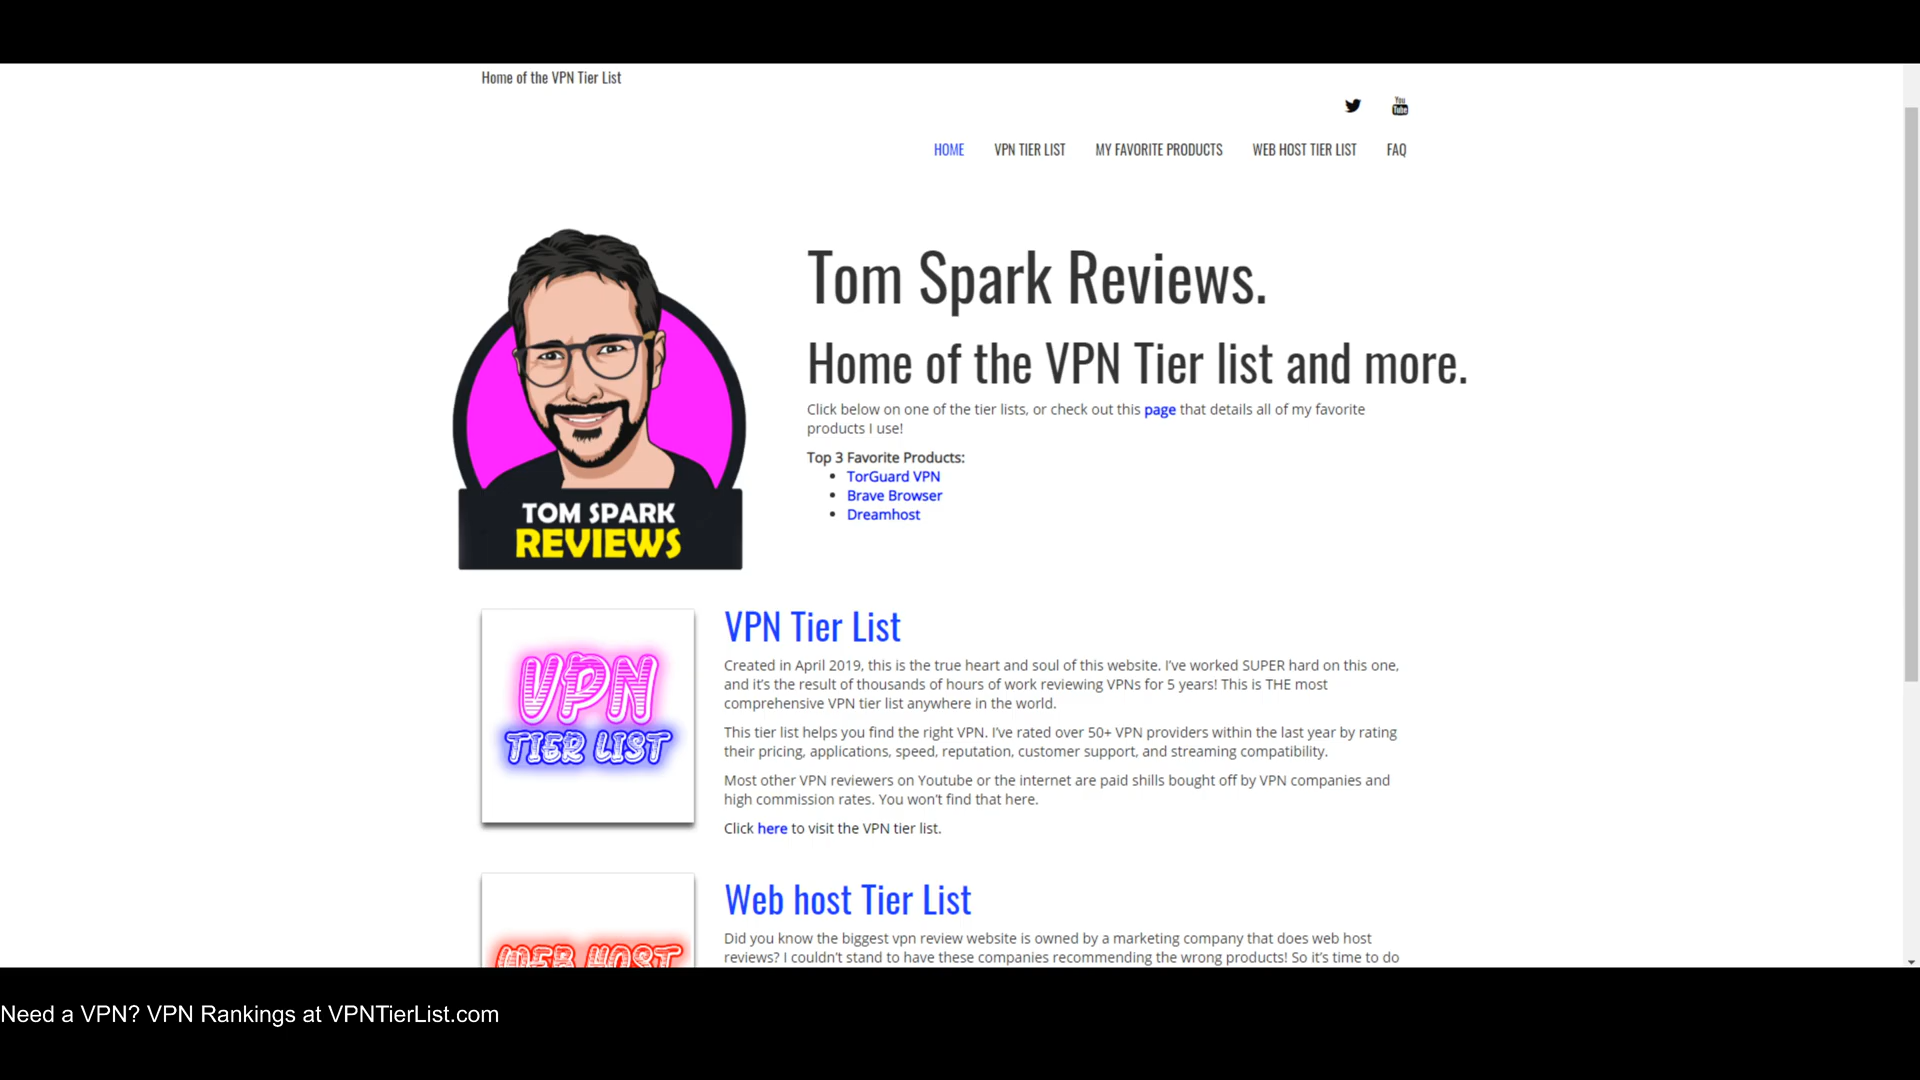 Home of the VPN Tier List
You
Tube
HOME VPN TIER LIST MY FAVORITE PRODUCTS WEB HOST TIER LIST FAQ
TOM SPARK
REVIEWS
Tom Spark Reviews.
Home of the VPN Tier list and more.
Click below on one of the tier lists, or check out this page that details all of my favorite
products I use!
Top 3 Favorite Products:
TorGuard VPN
Brave Browser
Dreamhost
VPN
TIER LIST
VPN Tier List
Created in April 2019, this is the true heart and soul of this website. I've worked SUPER hard on this one,
and it's the result of thousands of hours of work reviewing VPNs for 5 years! This is THE most
comprehensive VPN tier list anywhere in the world.
This tier list helps you find the right VPN. I've rated over 50+ VPN providers within the last year by rating
their pricing, applications, speed, reputation, customer support, and streaming compatibility.
Most other VPN reviewers on Youtube or the internet are paid shills bought off by VPN companies and
high commission rates. You won't find that here.
Click here to visit the VPN tier list.
WEB HOST
Web host Tier List
Did you know the biggest vpn review website is owned by a marketing company that does web host
reviews? I couldn't stand to have these companies recommending the wrong products! So it's time to do
Need a VPN? VPN Rankings at VPNTierList.com